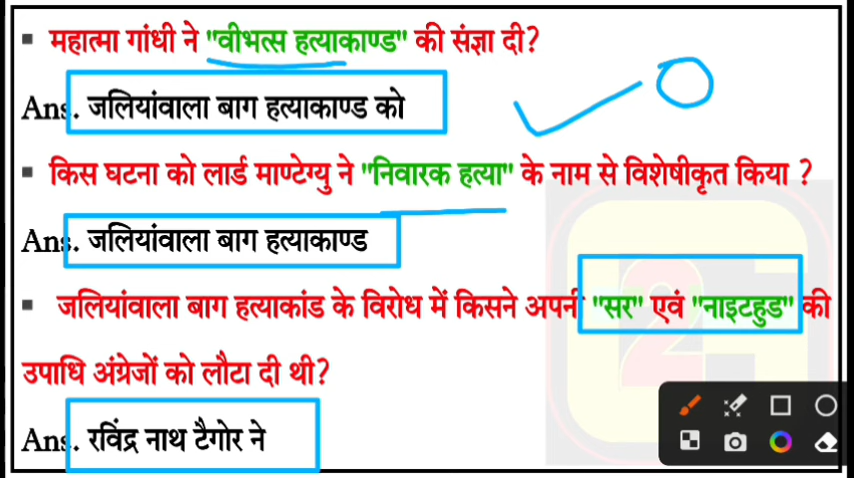 ▪ महात्मा गांधी ने "वीभत्स हत्याकाण्ड" की संज्ञा दी?
Ans. जलियांवाला बाग हत्याकाण्ड को
▪ किस घटना को लार्ड माण्टेग्यु ने "निवारक हत्या" के नाम से विशेषीकृत किया ?
Ans. जलियांवाला बाग हत्याकाण्ड
▪ जलियांवाला बाग हत्याकांड के विरोध में किसने अपनी "सर" एवं "नाइटहुड" की
उपाधि अंग्रेजों को लौटा दी थी?
Ans. रविंद्र नाथ टैगोर ने